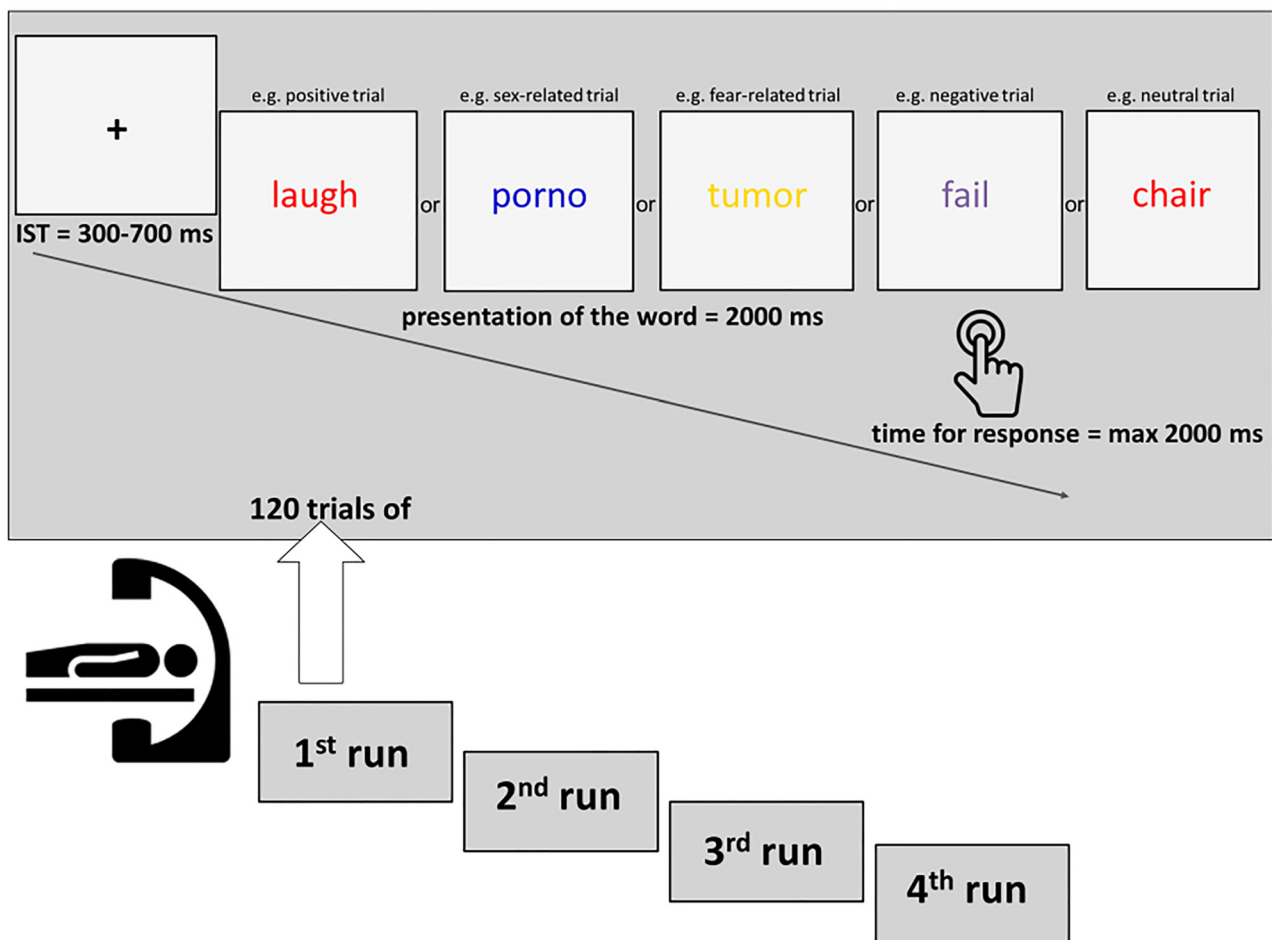 +
IST = 300-700 ms
e.g. positive trial
laugh
or
e.g. sex-related trial
porno
or
e.g. fear-related trial
tumor
or
e.g. negative trial
fail
or
e.g. neutral trial
chair
presentation of the word = 2000 ms
time for response = max 2000 ms
120 trials of
1st run
2nd run
3rd run
4th run